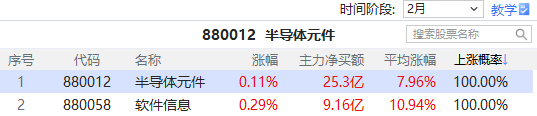 时间阶段: 2月 教学
880012 半导体元件 搜索股票名称
序号 代码 名称 涨幅 主力净买额 平均涨幅 上涨概率↓
1 880012 半导体元件 0.11% 25.3亿 7.96% 100.00%
2 880058 软件信息 0.29% 9.16亿 10.94% 100.00%